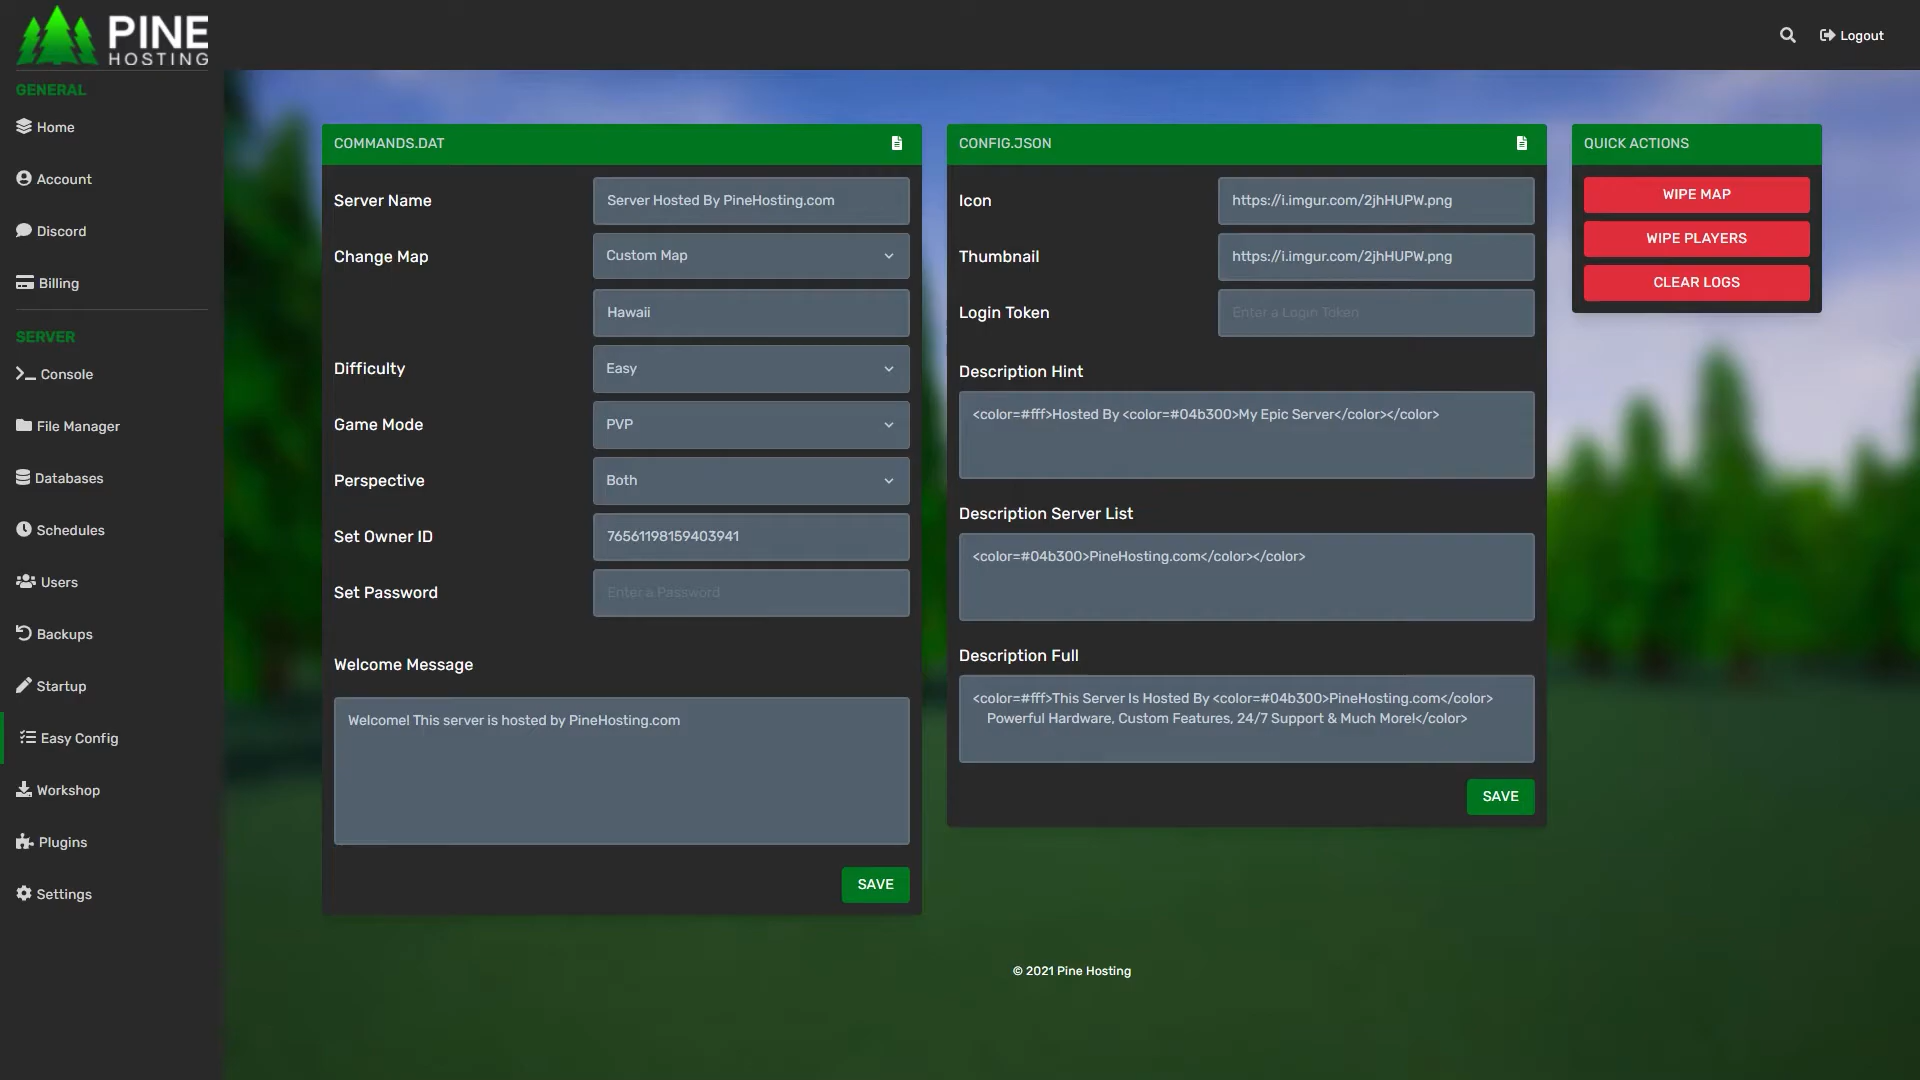 PINE
HOSTING
Logout
GENERAL
Home
Account
Discord
Billing
SERVER
Console
File Manager
Databases
Schedules
Users
Backups
Startup
Easy Config
Workshop
Plugins
Settings
COMMANDS.DAT
Server Name
Server Hosted By PineHosting.com
Change Map
Custom Map
Hawaii
Difficulty
Easy
Game Mode
PVP
Perspective
Both
Set Owner ID
76561198159403941
Set Password
Enter a Password
Welcome Message
Welcome! This server is hosted by PineHosting.com
SAVE
CONFIG.JSON
Icon
https://i.imgur.com/2jhHUPW.png
Thumbnail
https://i.imgur.com/2jhHUPW.png
Login Token
Enter a Login Token
Description Hint
<color=#fff>Hosted By <color=#04b300>My Epic Server</color></color>
Description Server List
<color=#04b300>PineHosting.com</color></color>
Description Full
<color=#fff>This Server Is Hosted By <color=#04b300>PineHosting.com</color>
Powerful Hardware, Custom Features, 24/7 Support & Much More!</color>
SAVE
QUICK ACTIONS
WIPE MAP
WIPE PLAYERS
CLEAR LOGS
© 2021 Pine Hosting